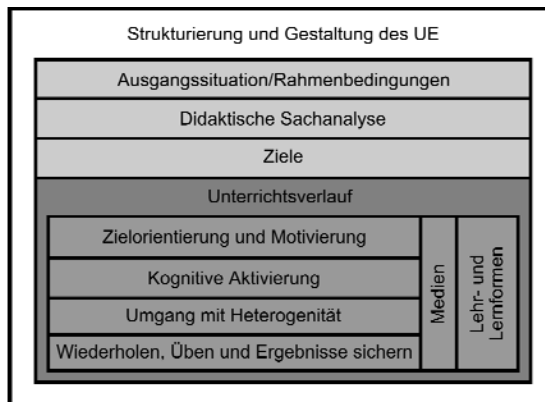 Strukturierung und Gestaltung des UE
Ausgangssituation/Rahmenbedingungen
Didaktische Sachanalyse
Ziele
Unterrichtsverlauf
Zielorientierung und Motivierung
Kognitive Aktivierung
Umgang mit Heterogenität
Wiederholen, Üben und Ergebnisse sichern
Medien
Lehr- und
Lernformen